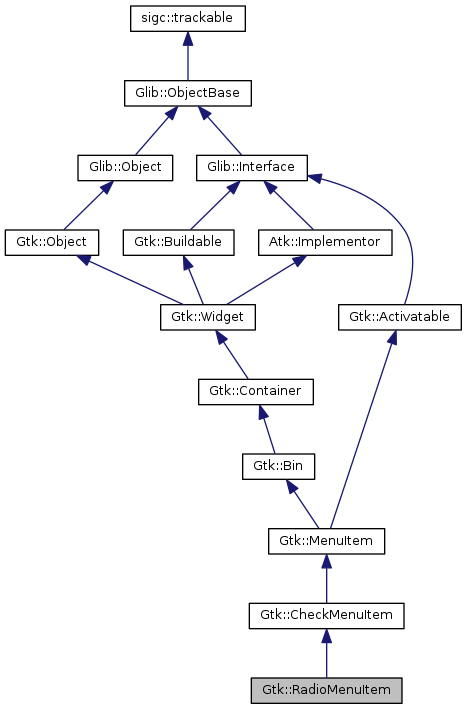 sigc::trackable
Glib::ObjectBase
Glib::Object
Glib::Interface
Gtk::Object
Gtk::Buildable
Atk::Implementor
Gtk::Widget
Gtk::Activatable
Gtk::Container
Gtk::Bin
Gtk::MenuItem
Gtk::CheckMenuItem
Gtk::RadioMenuItem